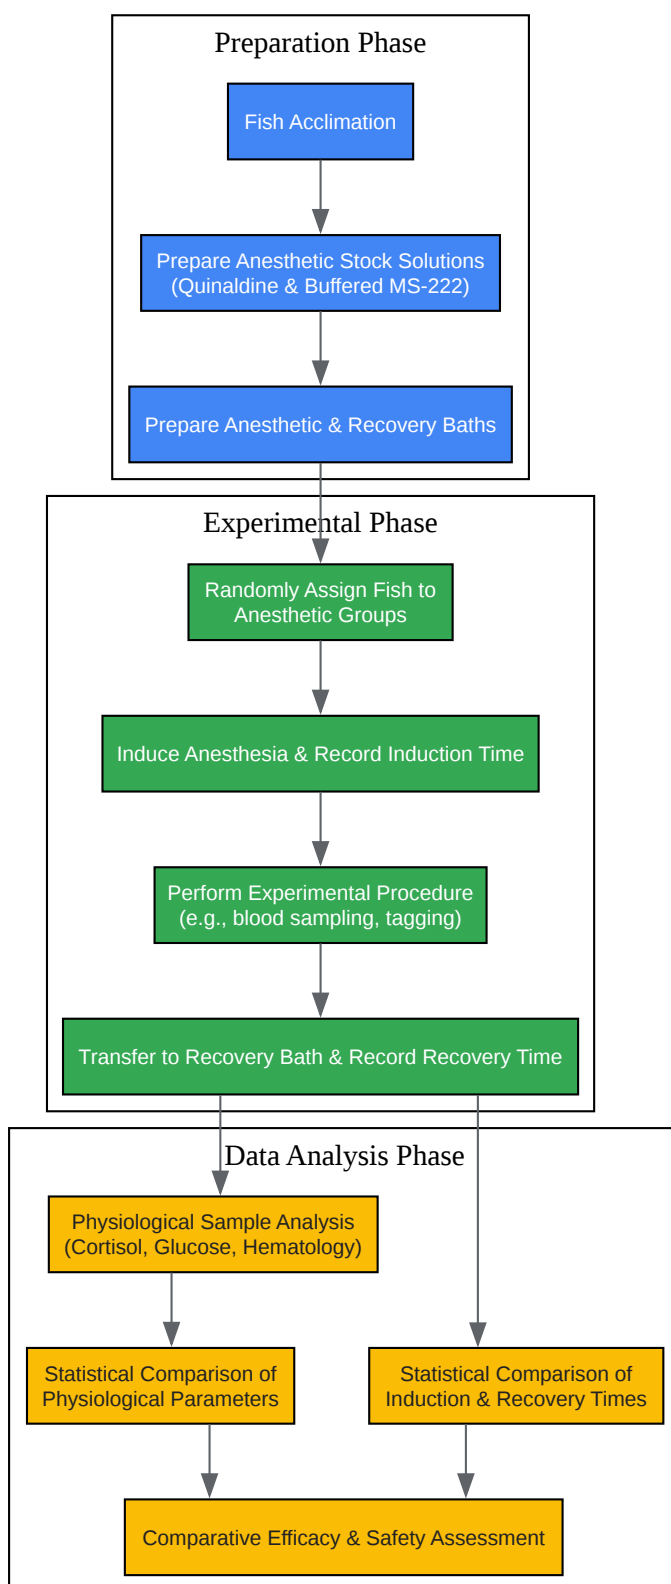 Preparation Phase
Fish Acclimation
Prepare Anesthetic Stock Solutions
(Quinaldine & Buffered MS-222)
Prepare Anesthetic & Recovery Baths
Experimental Phase
Randomly Assign Fish to
Anesthetic Groups
Induce Anesthesia & Record Induction Time
Perform Experimental Procedure
(e.g., blood sampling, tagging)
Transfer to Recovery Bath & Record Recovery Time
Data Analysis Phase
Physiological Sample Analysis
(Cortisol, Glucose, Hematology)
Statistical Comparison of
Physiological Parameters
Statistical Comparison of
Induction & Recovery Times
Comparative Efficacy & Safety Assessment